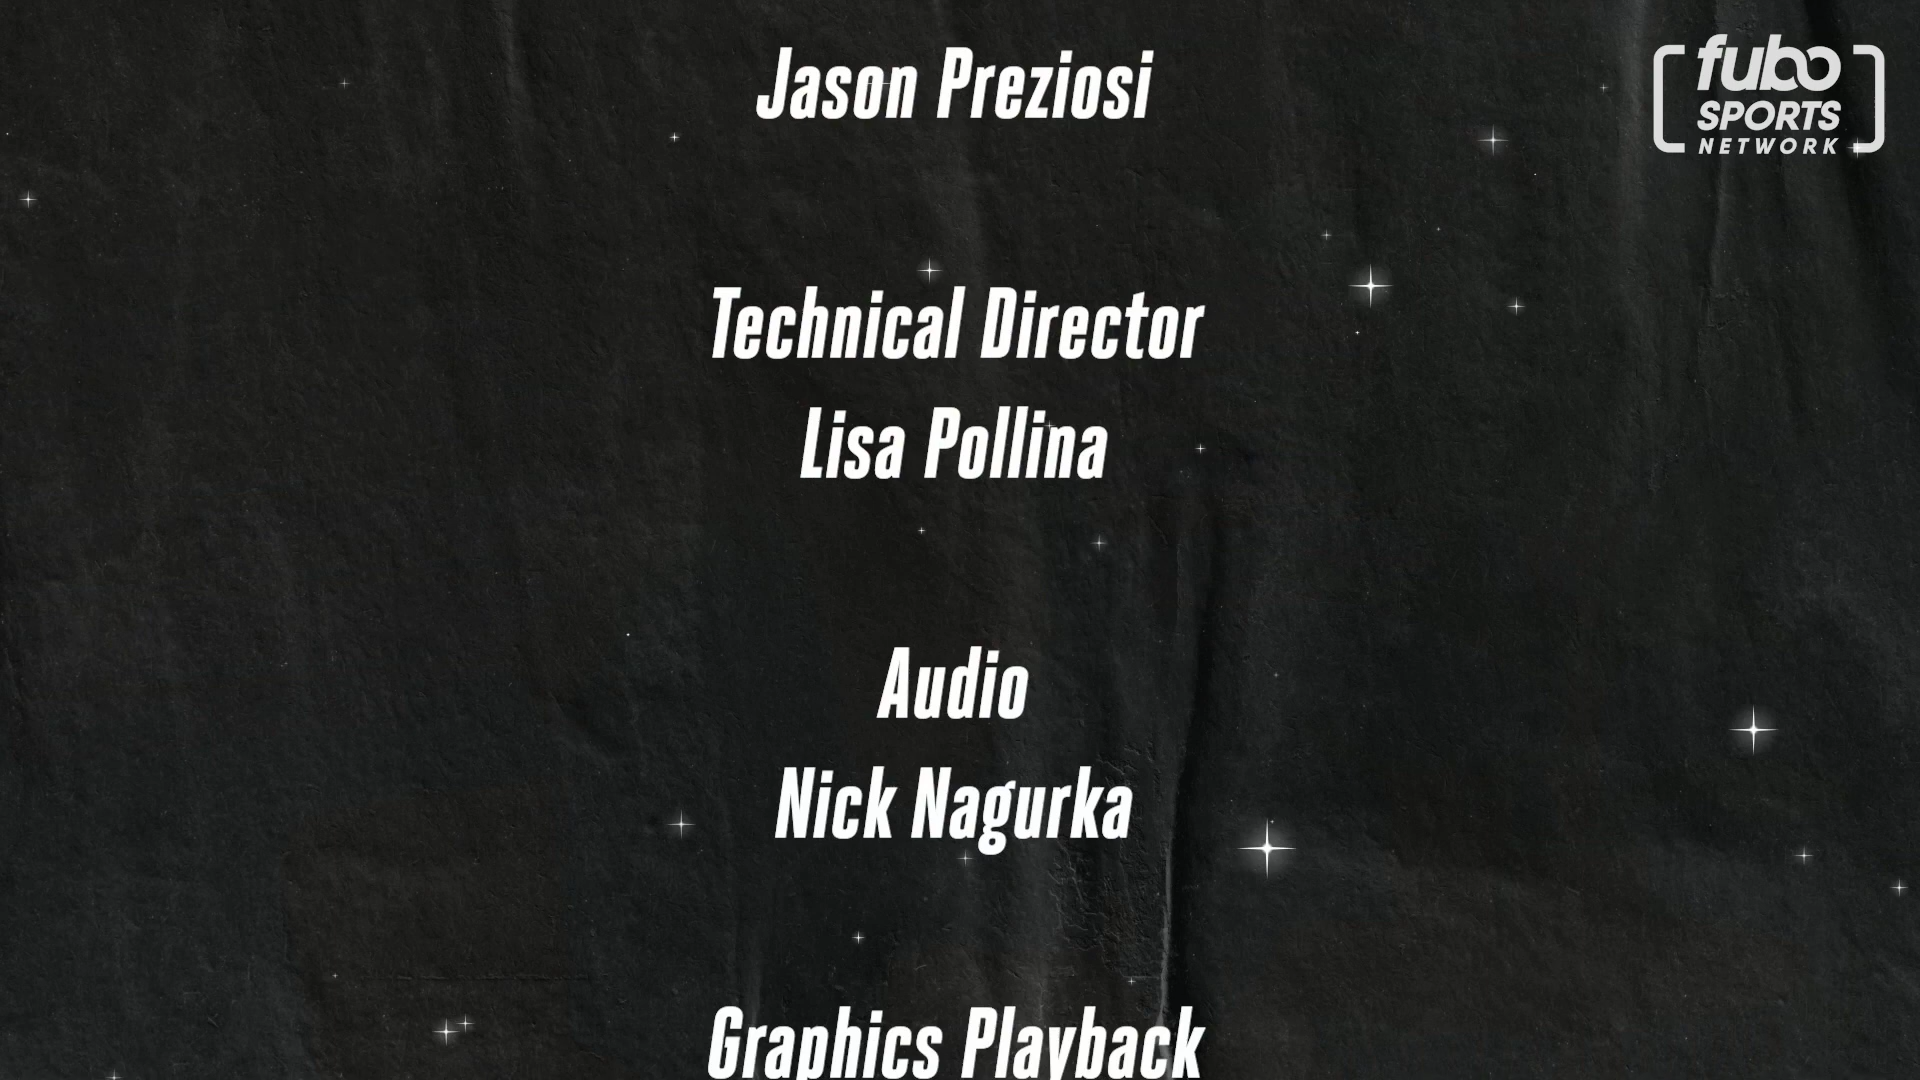 Jason Preziosi
fubo
SPORTS
NETWORK
Technical Director
Lisa Pollina
Audio
Nick Nagurka
Graphics Playback